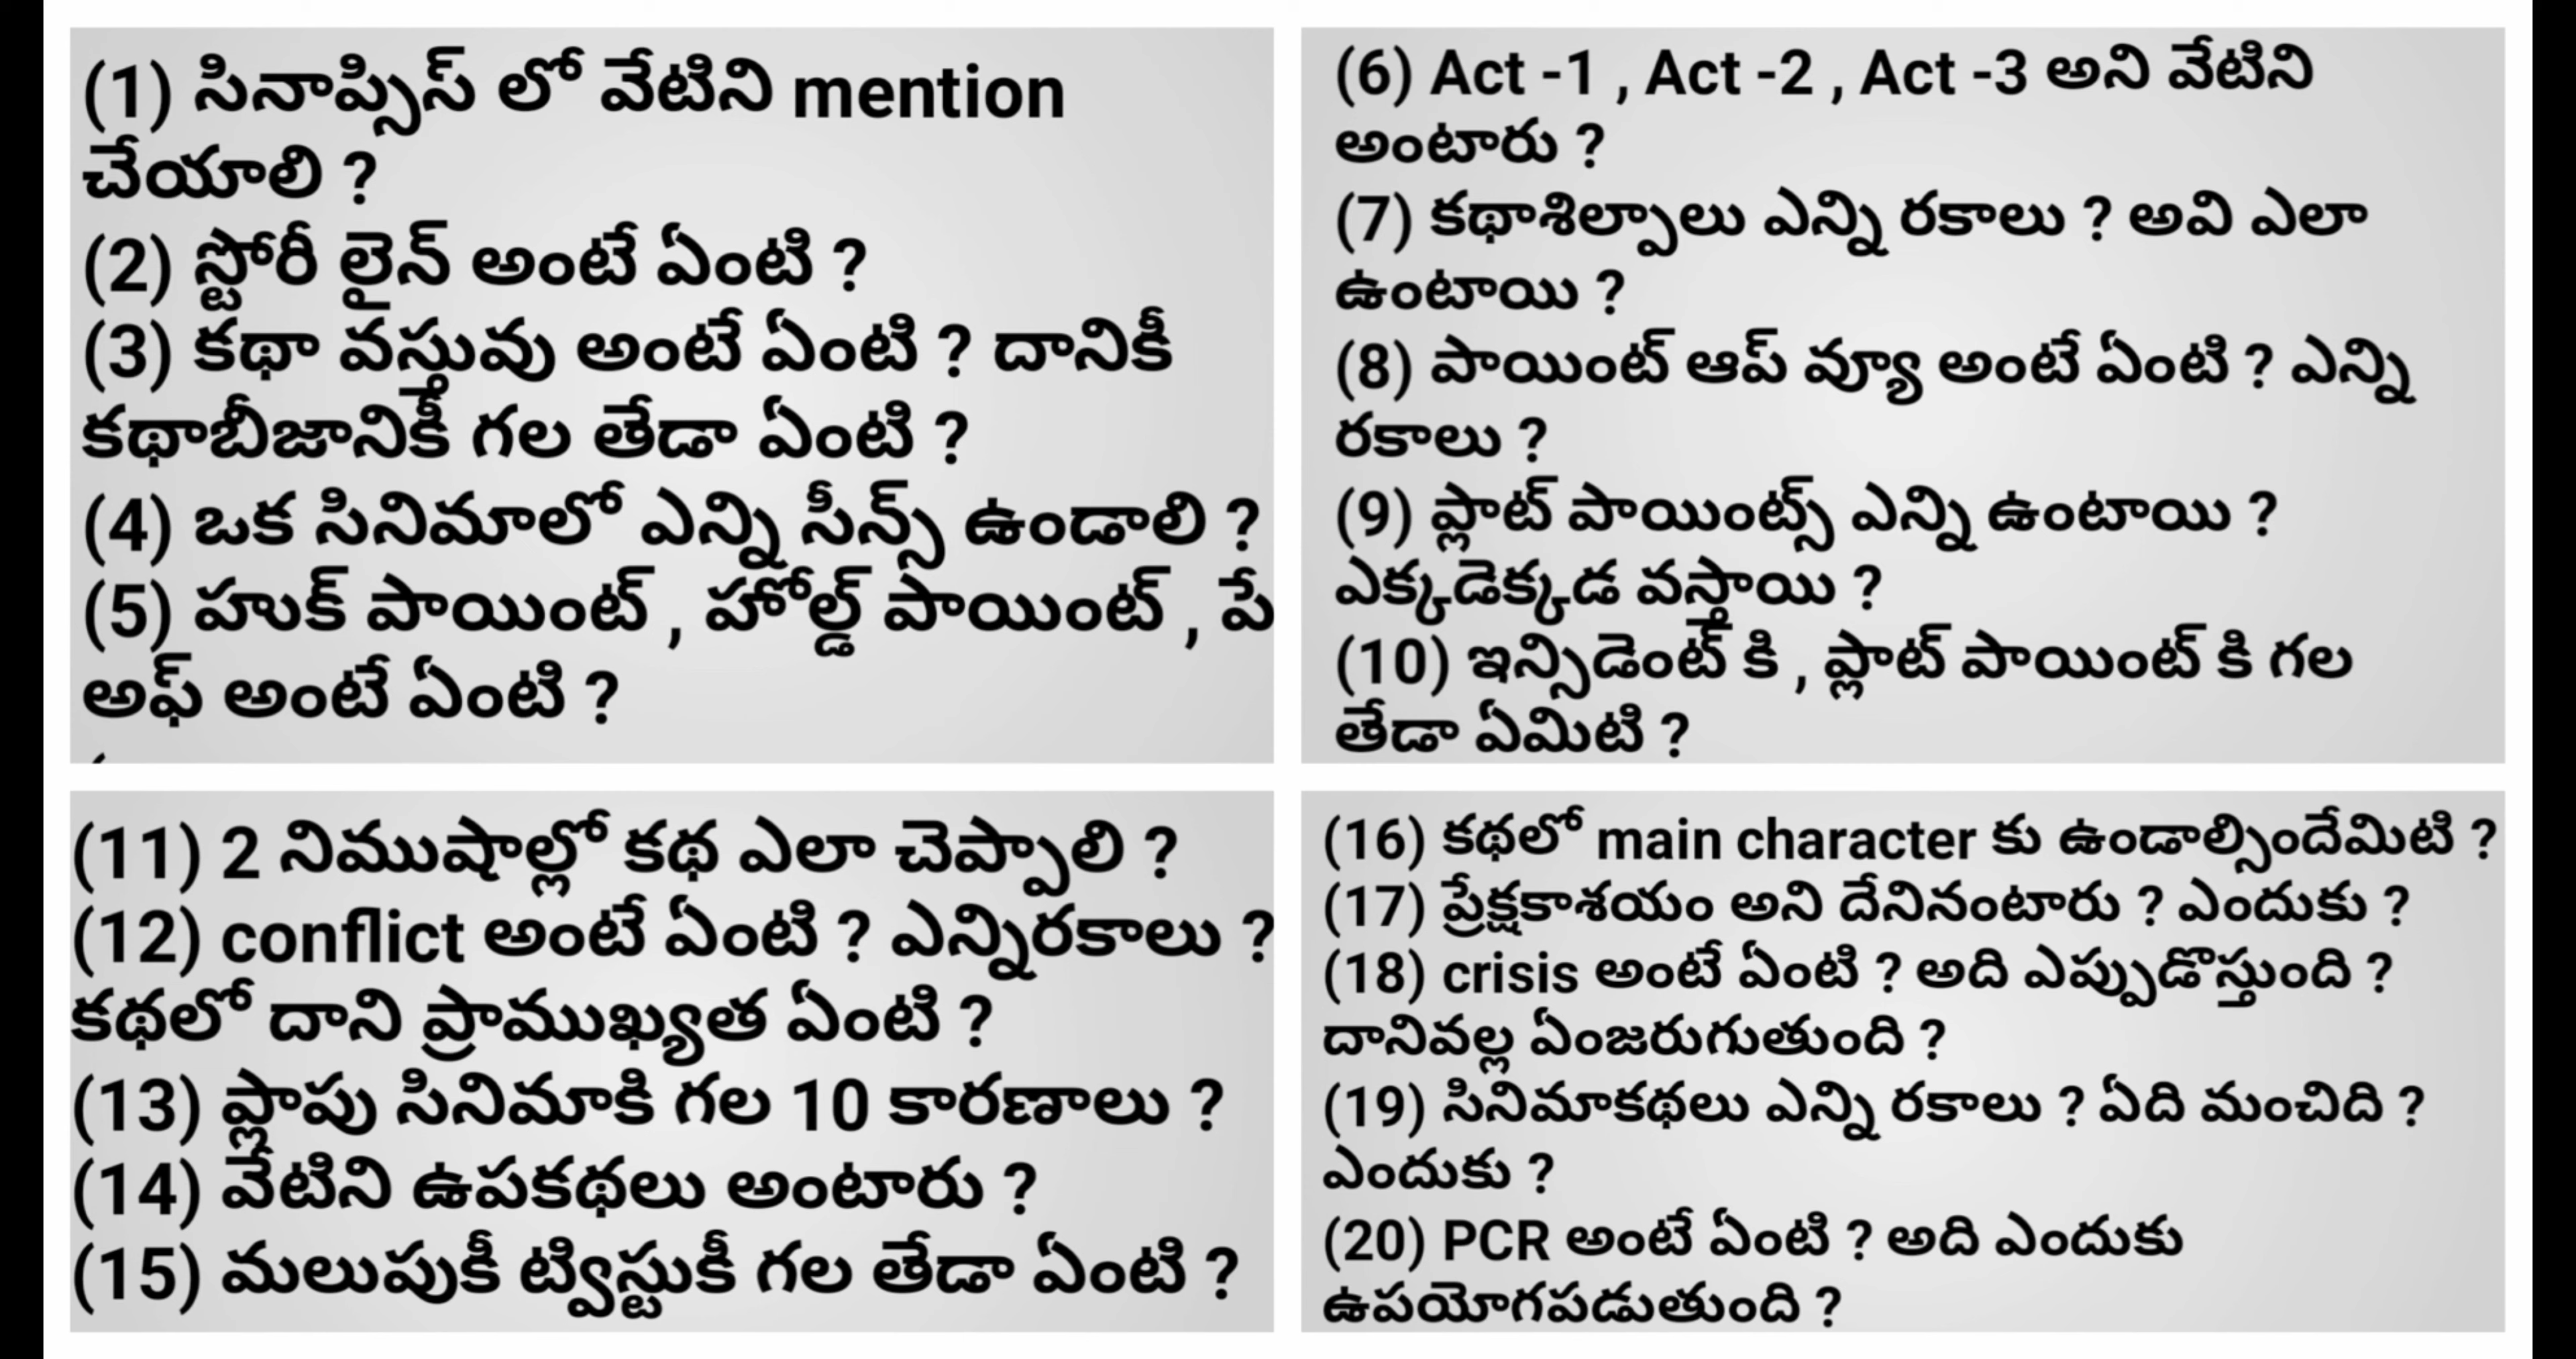 (1) సినాప్సిస్ లో వేటిని mention
చేయాలి ?
(2) స్టోరీ లైన్ అంటే ఏంటి ?
(3) కథా వస్తువు అంటే ఏంటి ? దానికీ
కథాబీజానికీ గల తేడా ఏంటి ?
(4) ఒక సినిమాలో ఎన్ని సీన్స్ ఉండాలి ?
(5) హుక్ పాయింట్ , హోల్డ్ పాయింట్ , పే
అఫ్ అంటే ఏంటి ?
(6) Act -1 , Act -2 , Act -3 అని వేటిని
అంటారు ?
(7) కథాశిల్పాలు ఎన్ని రకాలు ? అవి ఎలా
ఉంటాయి ?
(8) పాయింట్ ఆప్ వ్యూ అంటే ఏంటి ? ఎన్ని
రకాలు ?
(9) ప్లాట్ పాయింట్స్ ఎన్ని ఉంటాయి ?
ఎక్కడెక్కడ వస్తాయి ?
(10) ఇన్సిడెంట్ కి , ప్లాట్ పాయింట్ కి గల
తేడా ఏమిటి ?
(11) 2 నిముషాల్లో కథ ఎలా చెప్పాలి ?
(12) conflict అంటే ఏంటి ? ఎన్నిరకాలు ?
కథలో దాని ప్రాముఖ్యత ఏంటి ?
(13) ప్లాపు సినిమాకి గల 10 కారణాలు ?
(14) వేటిని ఉపకథలు అంటారు ?
(15) మలుపుకీ ట్విస్టుకీ గల తేడా ఏంటి ?
(16) కథలో main character కు ఉండాల్సిందేమిటి ?
(17) ప్రేక్షకాశయం అని దేనినంటారు ? ఎందుకు ?
(18) crisis అంటే ఏంటి ? అది ఎప్పుడొస్తుంది ?
దానివల్ల ఏంజరుగుతుంది ?
(19) సినిమాకథలు ఎన్ని రకాలు ? ఏది మంచిది ?
ఎందుకు ?
(20) PCR అంటే ఏంటి ? అది ఎందుకు
ఉపయోగపడుతుంది ?